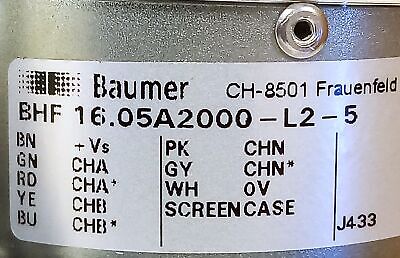 Baumer CH-8501 Frauenfeld
BHF 16.05A2000-L2-5
BN +Vs PK CHN
GN CHA GY CHN*
RD CHA* WH 0V
YE CHB SCREEN CASE
BU CHB* J433